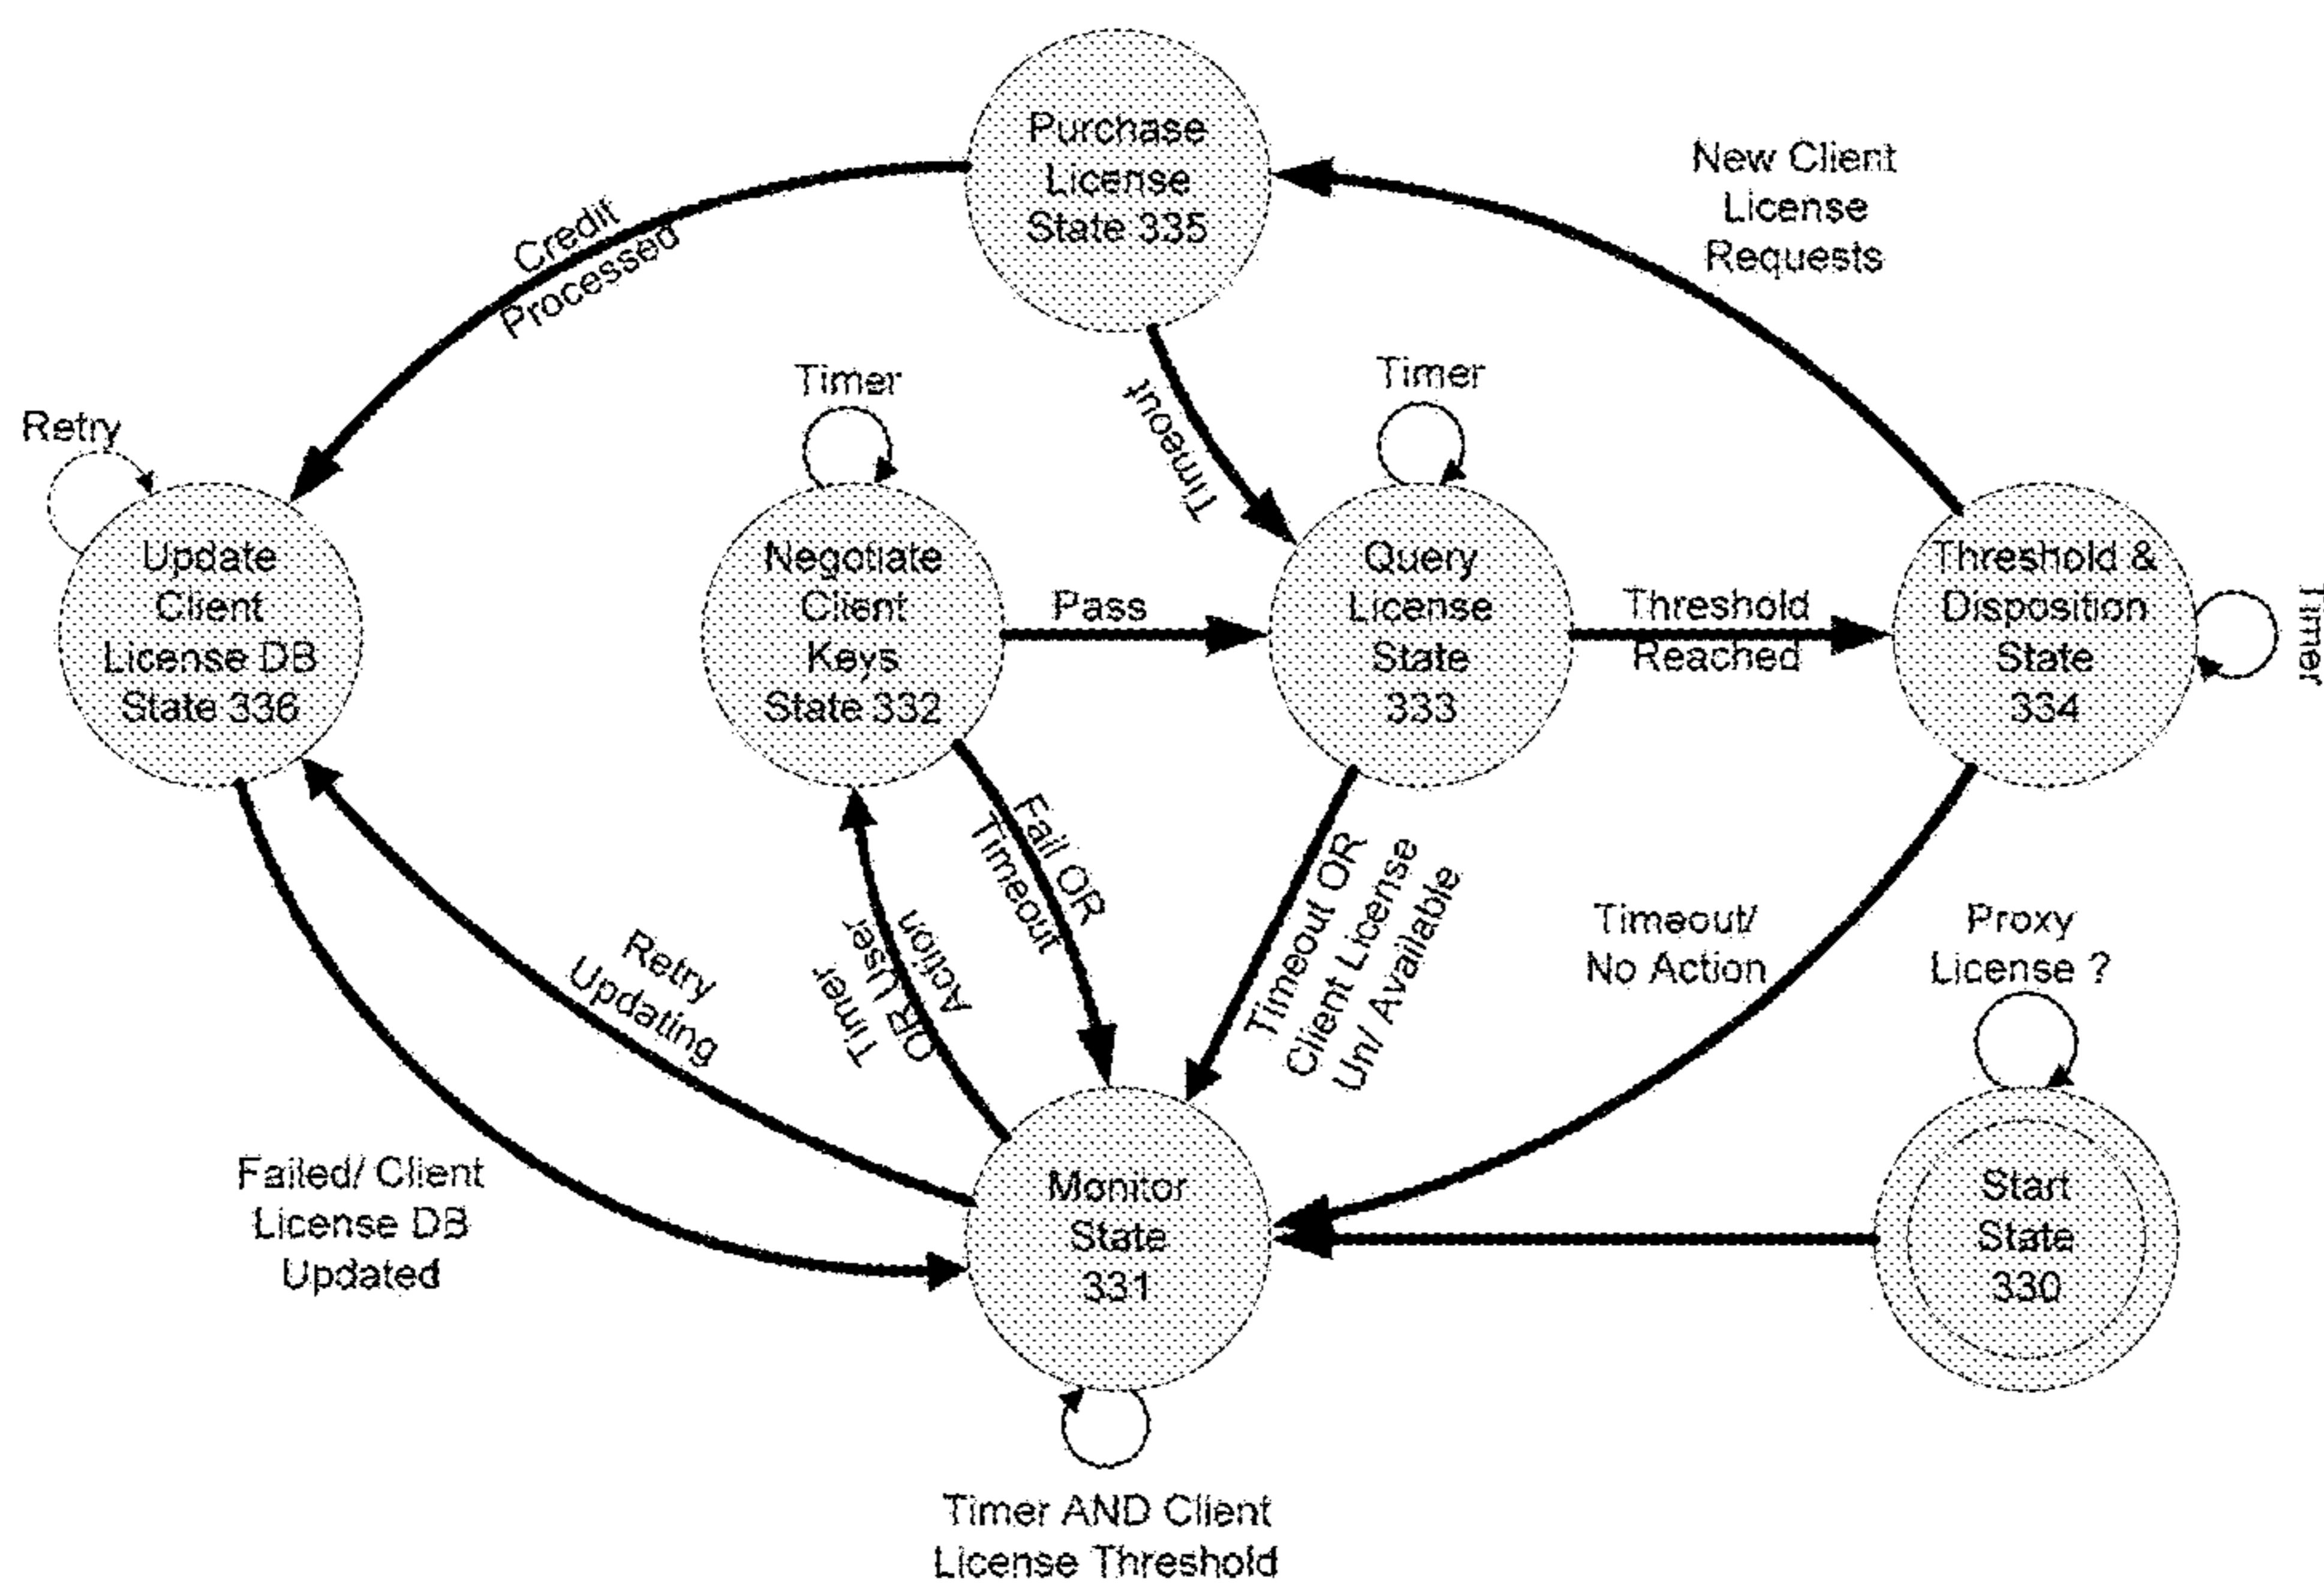 Purchase
License
State 335
New Client
License
Requests
Credit
Processed
Timeout
Timer
Timer
Retry
Update
Client
License DB
State 336
Negotiate
Client
Keys
State 332
Pass
Query
License
State
333
Threshold
Reached
Threshold &
Disposition
State
334
Timer
Fail OR
Timeout
Timer
OR User
Action
Timeout OR
Client License
Un/ Available
Retry
Updating
Timeout/
No Action
Proxy
License ?
Failed/ Client
License DB
Updated
Monitor
State
331
Start
State
330
Timer AND Client
License Threshold